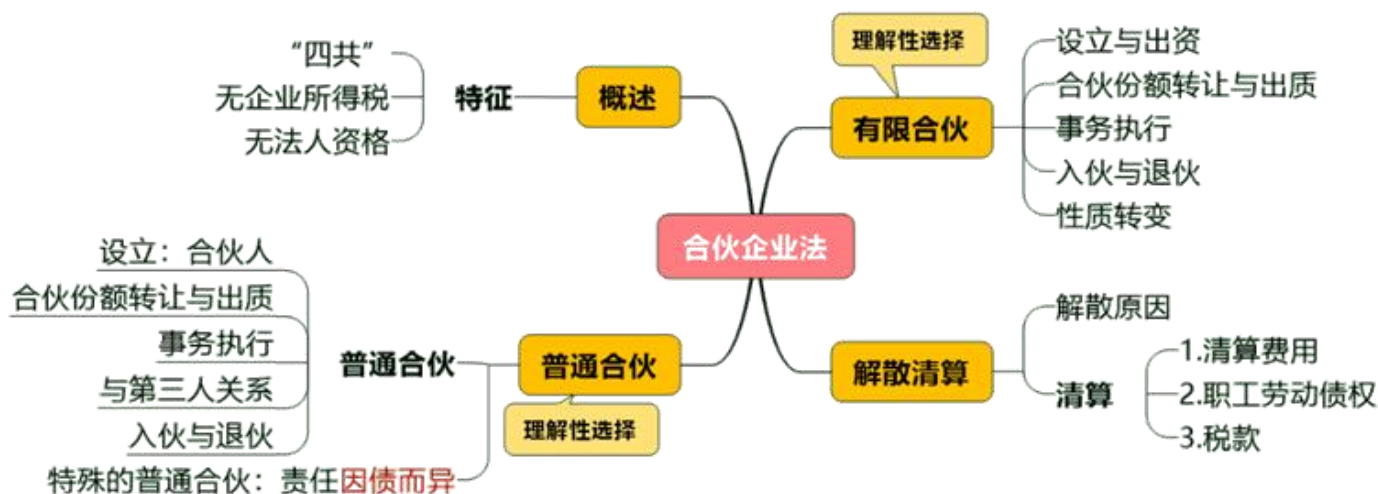 合伙企业法
概述
特征
“四共”
无企业所得税
无法人资格
普通合伙
理解性选择
普通合伙
设立：合伙人
合伙份额转让与出质
事务执行
与第三人关系
入伙与退伙
特殊的普通合伙：责任因债而异
有限合伙
理解性选择
设立与出资
合伙份额转让与出质
事务执行
入伙与退伙
性质转变
解散清算
解散原因
清算
1.清算费用
2.职工劳动债权
3.税款